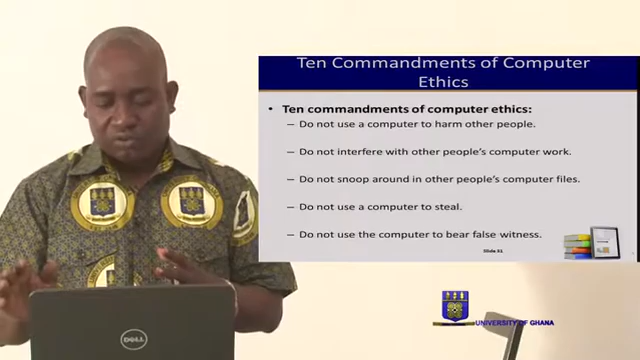 Ten Commandments of Computer
Ethics
• Ten commandments of computer ethics:
– Do not use a computer to harm other people.
– Do not interfere with other people's computer work.
– Do not snoop around in other people's computer files.
– Do not use a computer to steal.
– Do not use the computer to bear false witness.
Slide 31
UNIVERSITY OF GHANA
DELL